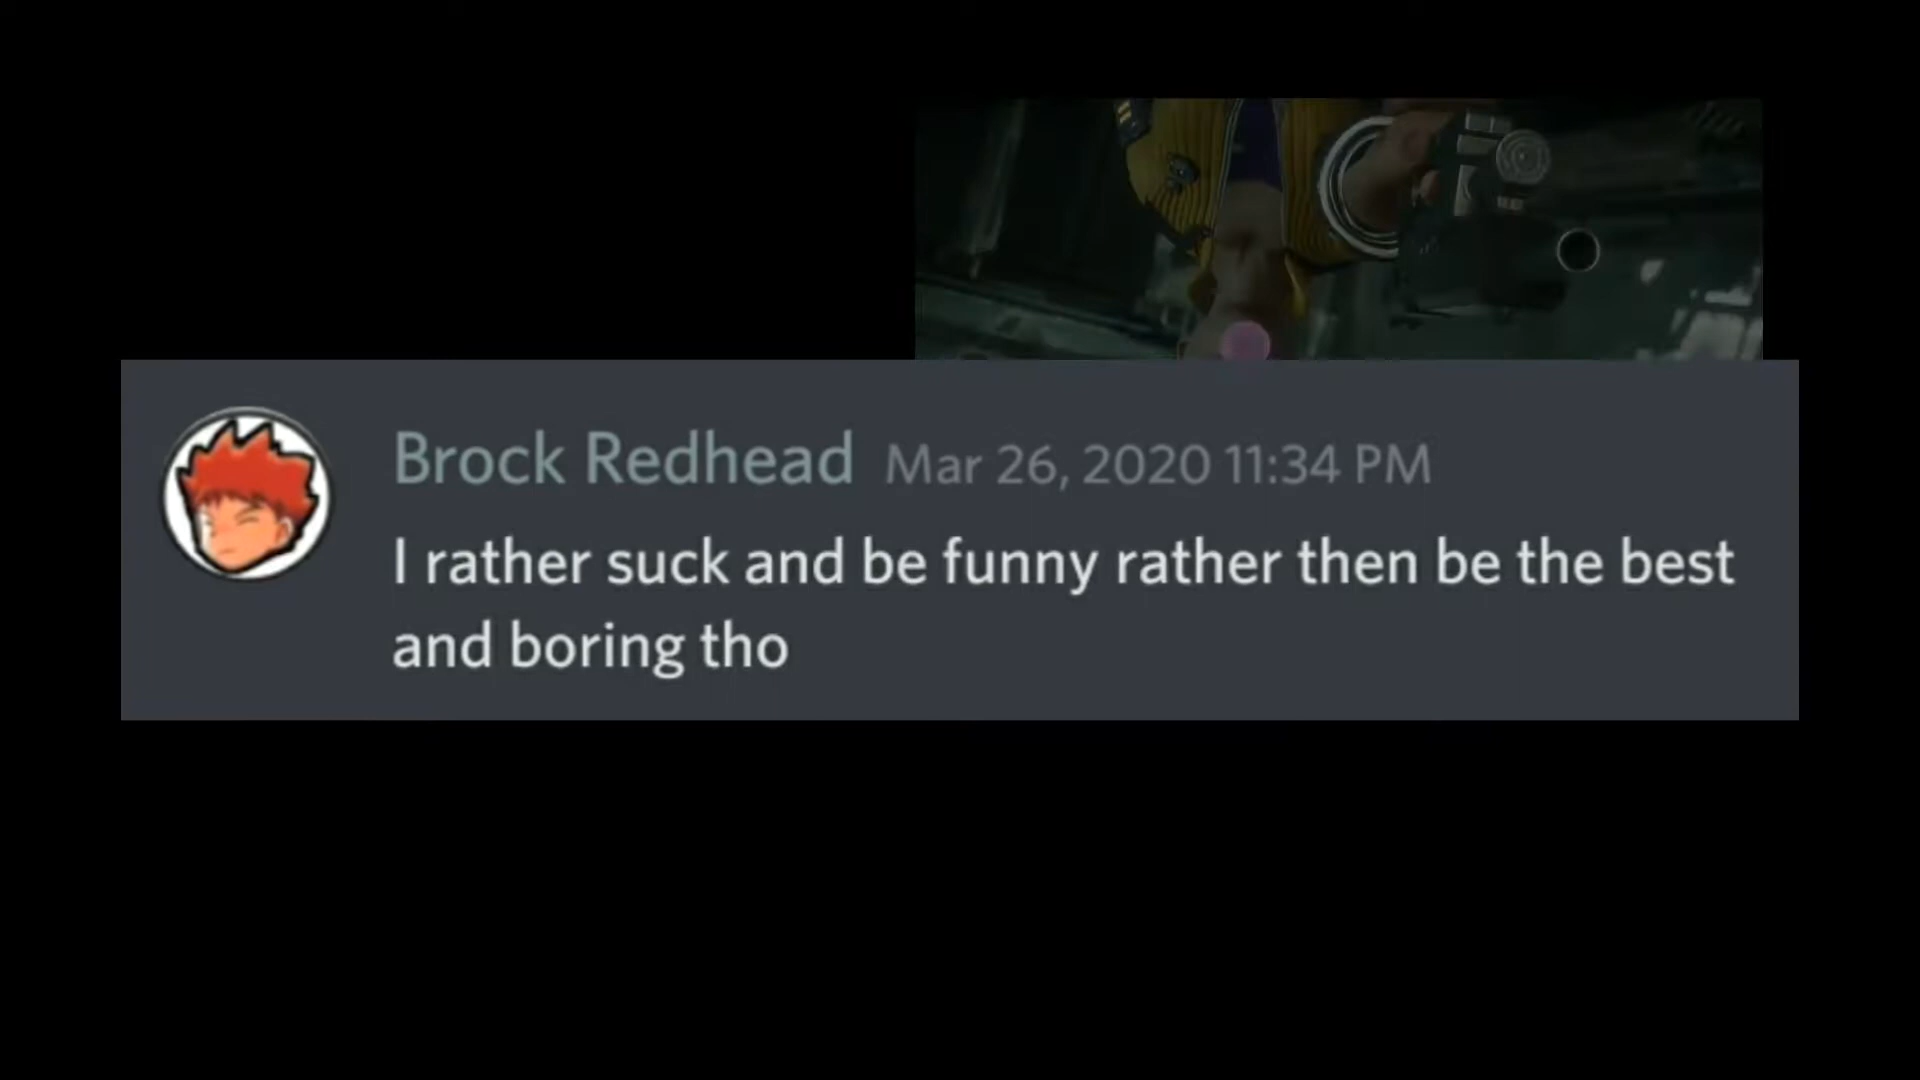 Brock Redhead Mar 26, 2020 11:34 PM
I rather suck and be funny rather then be the best
and boring tho